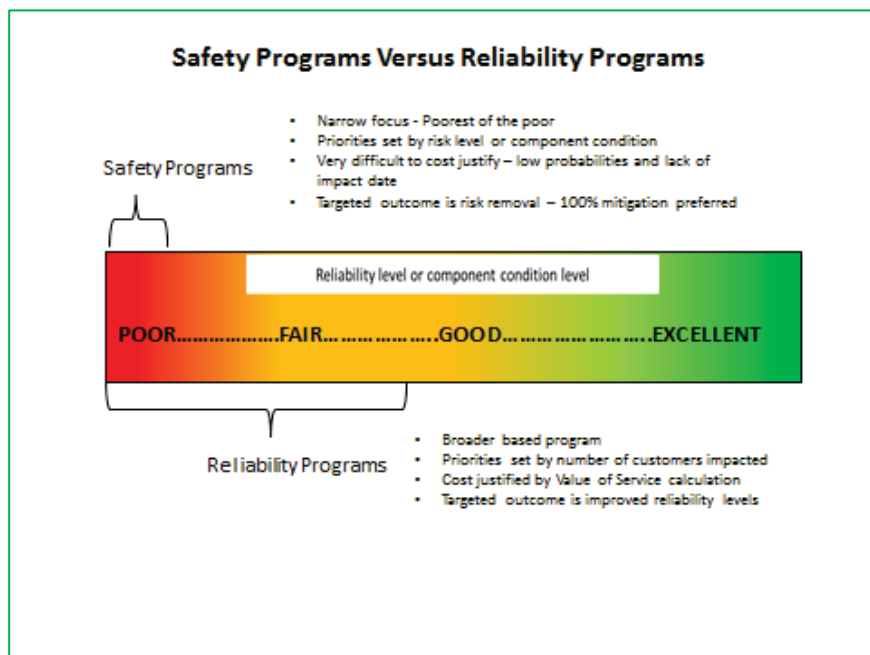 Safety Programs Versus Reliability Programs
• Narrow focus - Poorest of the poor
• Priorities set by risk level or component condition
• Very difficult to cost justify – low probabilities and lack of
impact date
• Targeted outcome is risk removal – 100% mitigation preferred
Safety Programs
Reliability level or component condition level
POOR……………….FAIR………………..GOOD…………………….EXCELLENT
Reliability Programs
• Broader based program
• Priorities set by number of customers impacted
• Cost justified by Value of Service calculation
• Targeted outcome is improved reliability levels